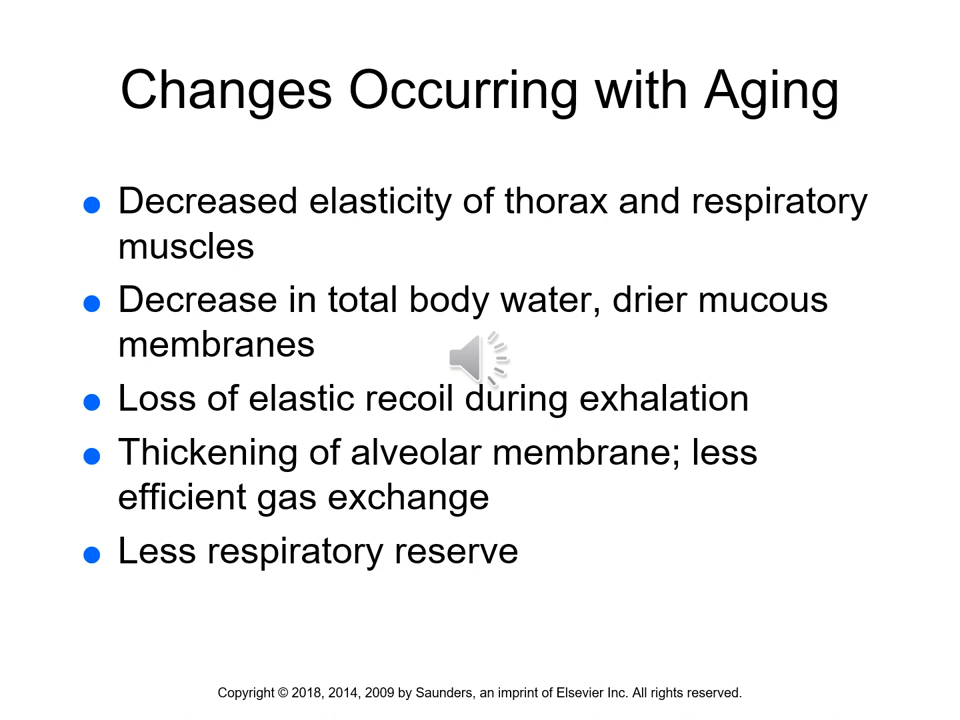 Changes Occurring with Aging
Decreased elasticity of thorax and respiratory
muscles
Decrease in total body water, drier mucous
membranes
Loss of elastic recoil during exhalation
Thickening of alveolar membrane; less
efficient gas exchange
Less respiratory reserve
Copyright © 2018, 2014, 2009 by Saunders, an imprint of Elsevier Inc. All rights reserved.